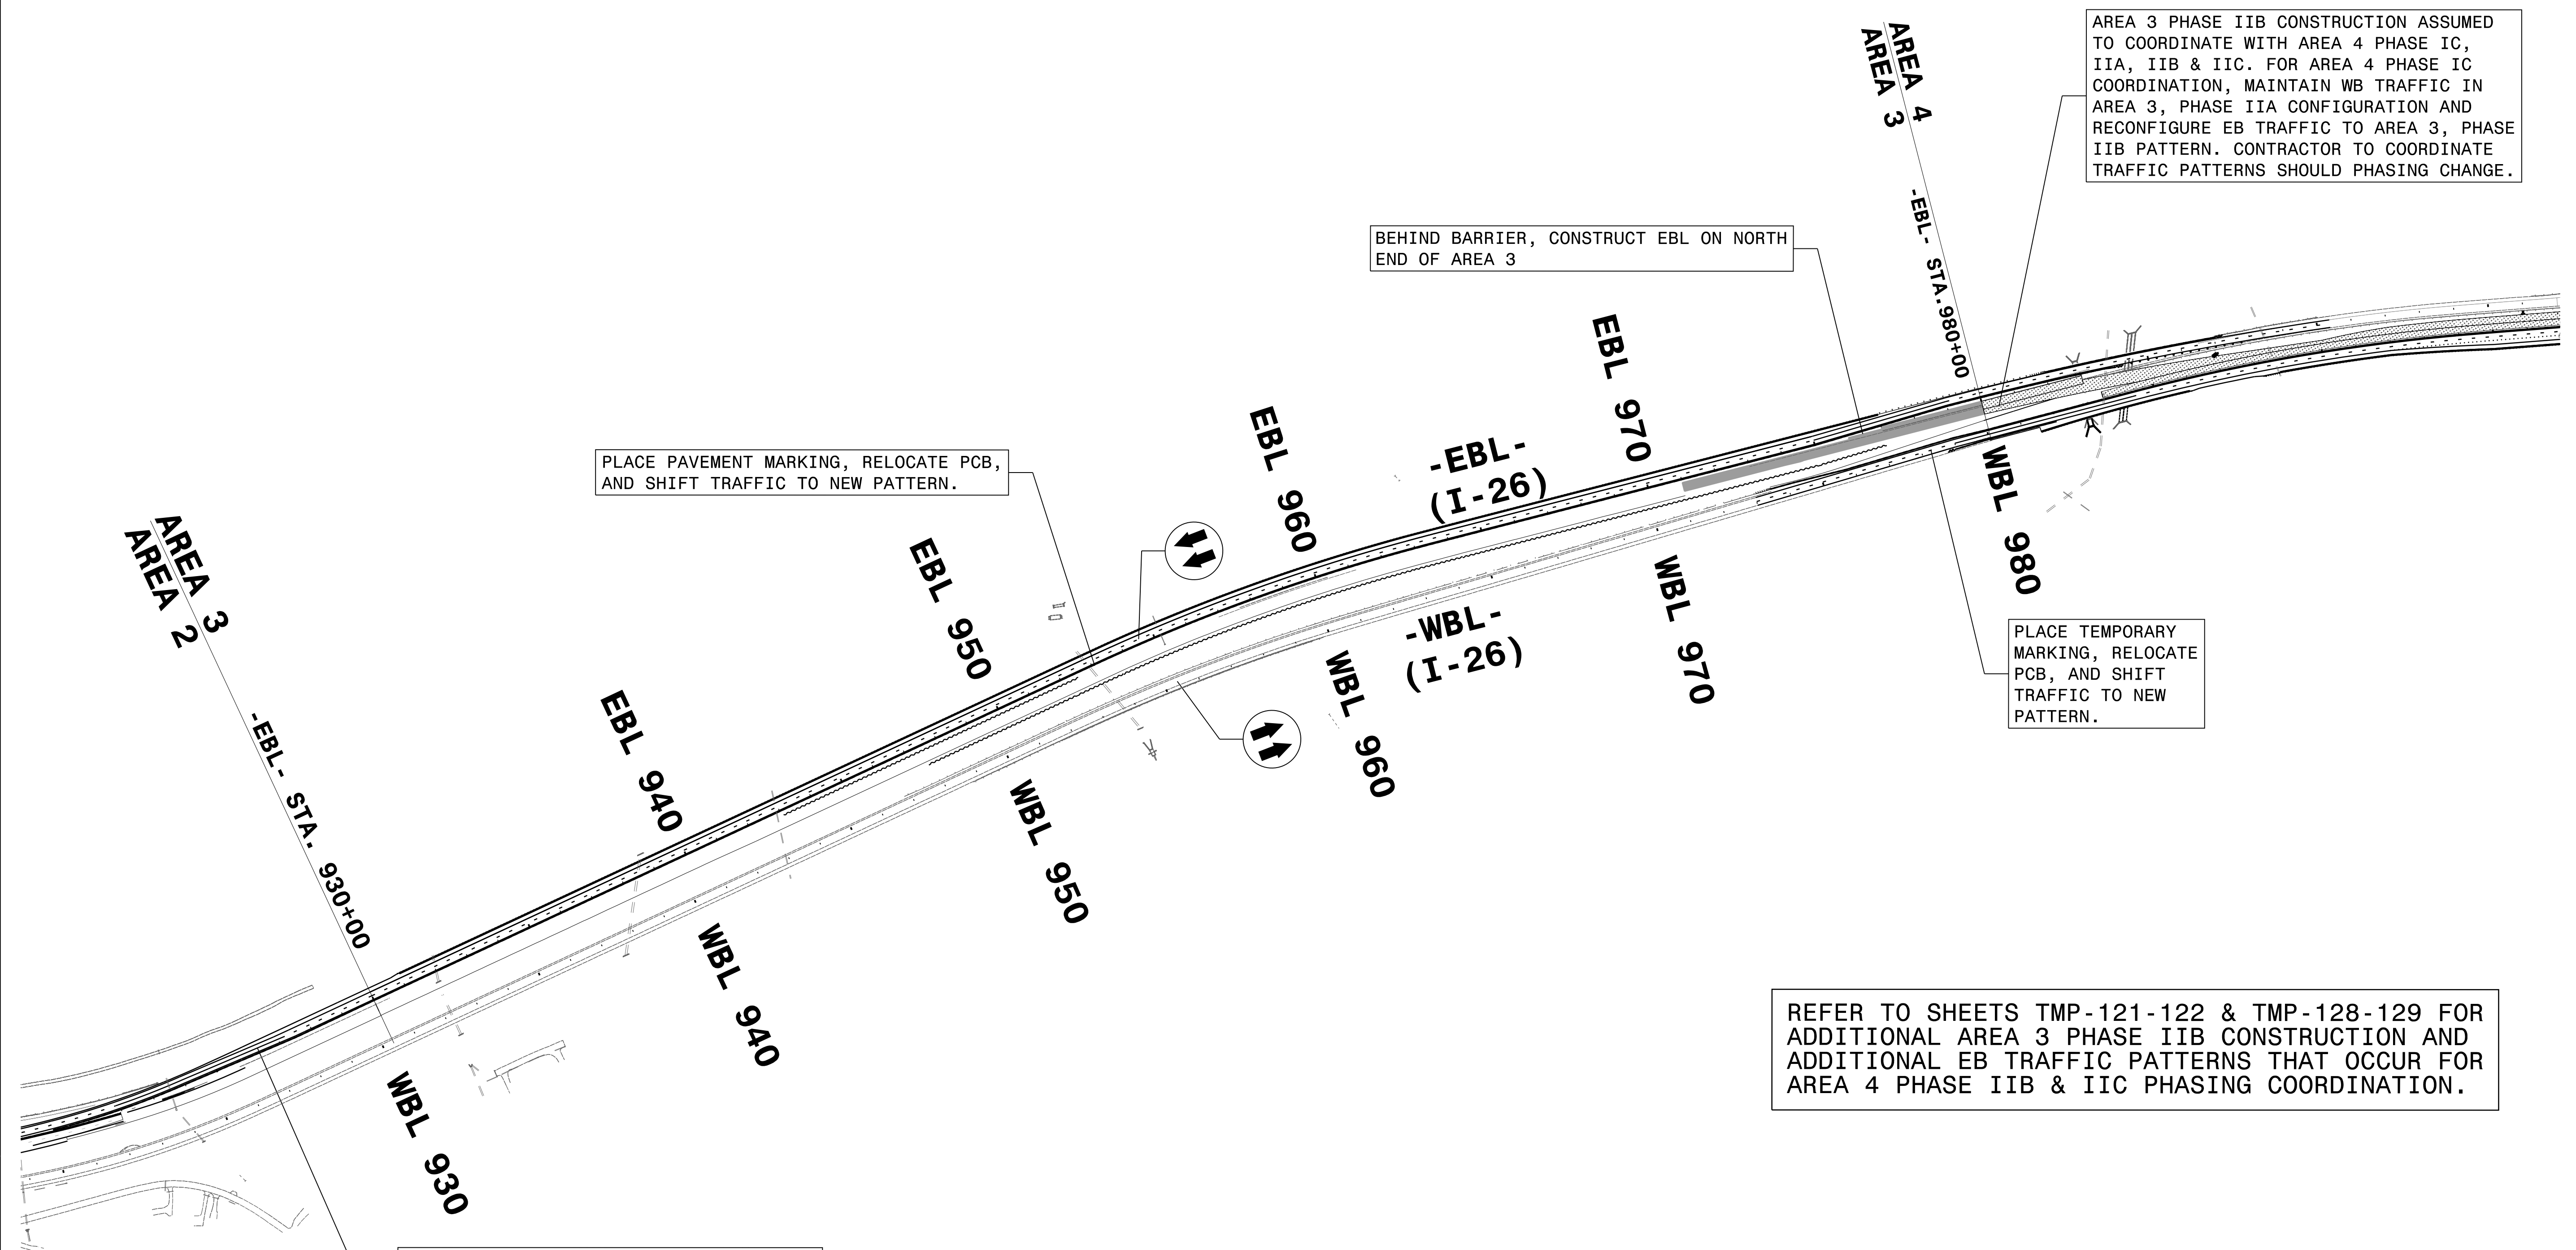 AREA 3 PHASE IIB CONSTRUCTION ASSUMED
TO COORDINATE WITH AREA 4 PHASE IC,
IIA, IIB & IIC. FOR AREA 4 PHASE IC
COORDINATION, MAINTAIN WB TRAFFIC IN
AREA 3, PHASE IIA CONFIGURATION AND
RECONFIGURE EB TRAFFIC TO AREA 3, PHASE
IIB PATTERN. CONTRACTOR TO COORDINATE
TRAFFIC PATTERNS SHOULD PHASING CHANGE.
AREA 4
AREA 3
-EBL- STA.980+00
BEHIND BARRIER, CONSTRUCT EBL ON NORTH
END OF AREA 3
EBL 970
EBL 960
-EBL-
(I-26)
PLACE PAVEMENT MARKING, RELOCATE PCB,
AND SHIFT TRAFFIC TO NEW PATTERN.
EBL 950
EBL 940
AREA 3
AREA 2
-EBL- STA. 930+00
WBL 980
WBL 970
-WBL-
(I-26)
WBL 960
WBL 950
WBL 940
WBL 930
PLACE TEMPORARY
MARKING, RELOCATE
PCB, AND SHIFT
TRAFFIC TO NEW
PATTERN.
REFER TO SHEETS TMP-121-122 & TMP-128-129 FOR
ADDITIONAL AREA 3 PHASE IIB CONSTRUCTION AND
ADDITIONAL EB TRAFFIC PATTERNS THAT OCCUR FOR
AREA 4 PHASE IIB & IIC PHASING COORDINATION.